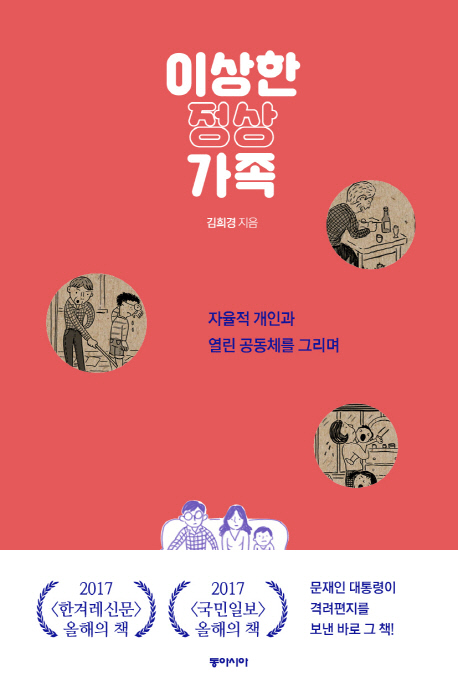 이상한
정상
가족
김희경 지음
자율적 개인과
열린 공동체를 그리며
2017
〈한겨레신문〉
올해의 책
2017
〈국민일보〉
올해의 책
문재인 대통령이
격려편지를
보낸 바로 그 책!
동아시아